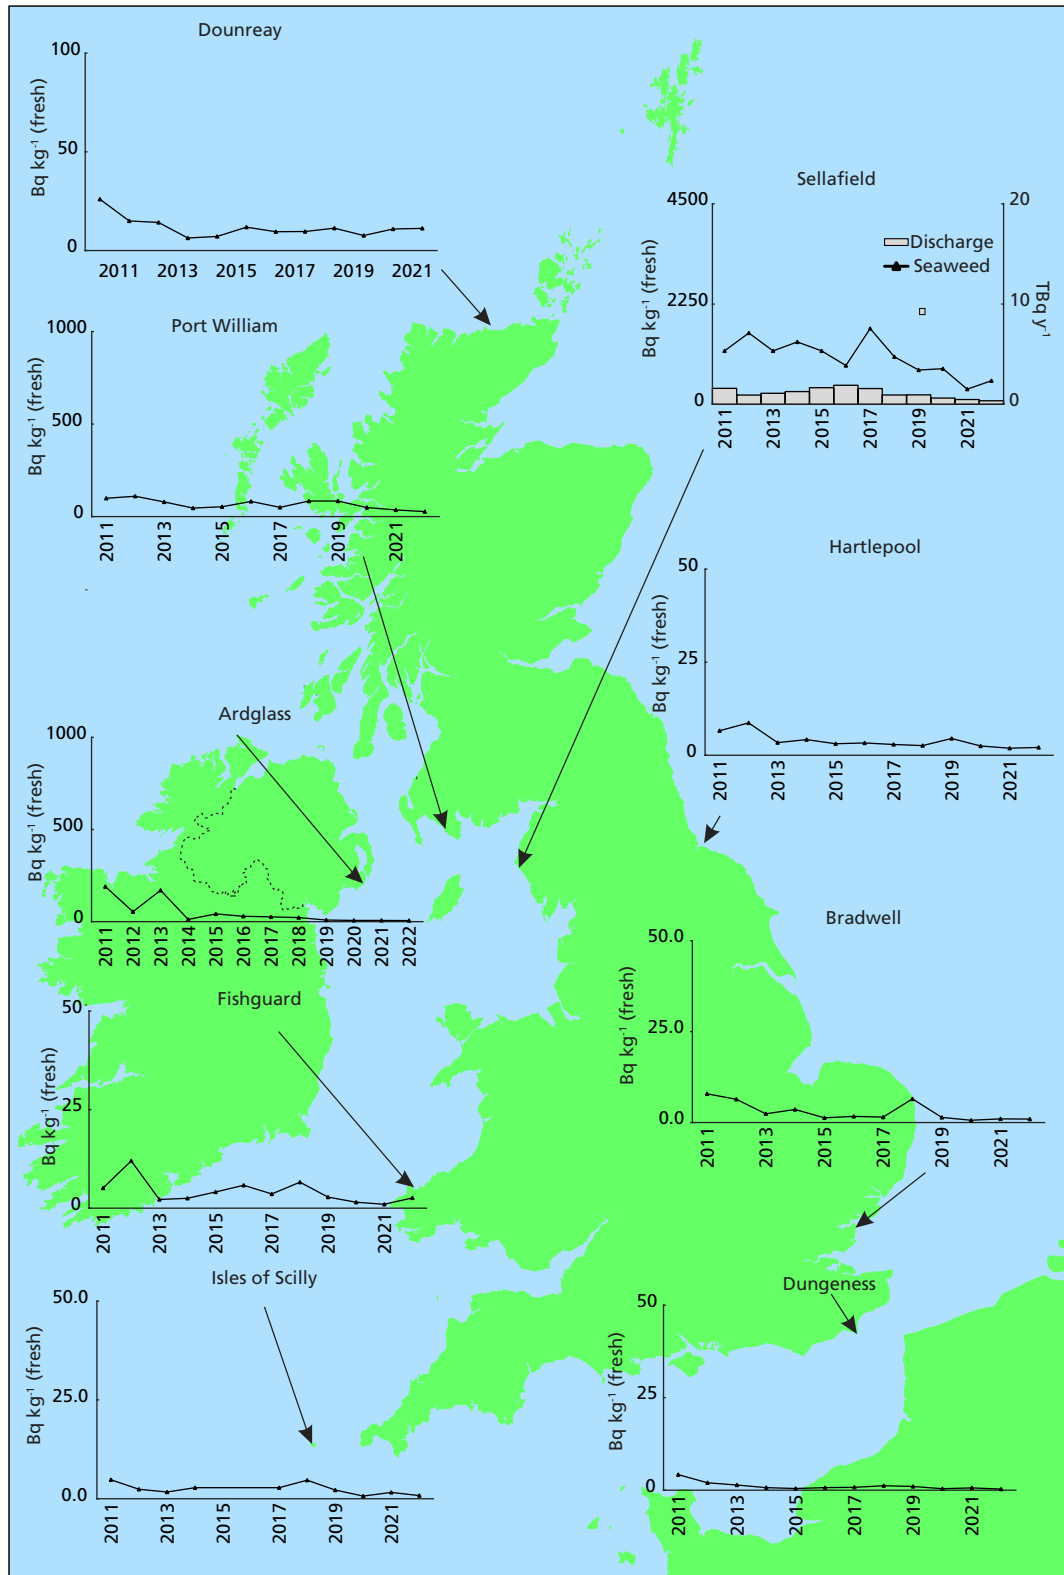 Dounreay
Bq kg⁻¹ (fresh)
100
50
0
2011 2013 2015 2017 2019 2021
Sellafield
Bq kg⁻¹ (fresh)
4500
2250
0
20
10
0
TBq y⁻¹
Discharge
Seaweed
2011 2013 2015 2017 2019 2021
Port William
Bq kg⁻¹ (fresh)
1000
500
0
2011 2013 2015 2017 2019 2021
Hartlepool
Bq kg⁻¹ (fresh)
50
25
0
2011 2013 2015 2017 2019 2021
Ardglass
Bq kg⁻¹ (fresh)
1000
500
0
2011 2012 2013 2014 2015 2016 2017 2018 2019 2020 2021 2022
Bradwell
Bq kg⁻¹ (fresh)
50.0
25.0
0.0
2011 2013 2015 2017 2019 2021
Fishguard
Bq kg⁻¹ (fresh)
50
25
0
2011 2013 2015 2017 2019 2021
Isles of Scilly
Bq kg⁻¹ (fresh)
50.0
25.0
0.0
2011 2013 2015 2017 2019 2021
Dungeness
Bq kg⁻¹ (fresh)
50
25
0
2011 2013 2015 2017 2019 2021